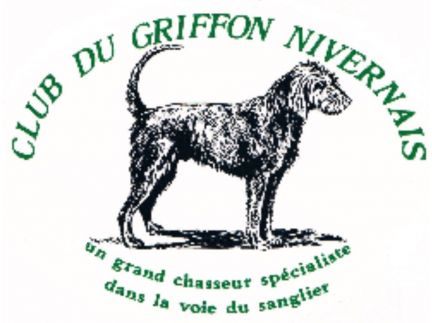 CLUB DU GRIFFON NIVERNAIS
un grand chasseur spécialiste
dans la voie du sanglier